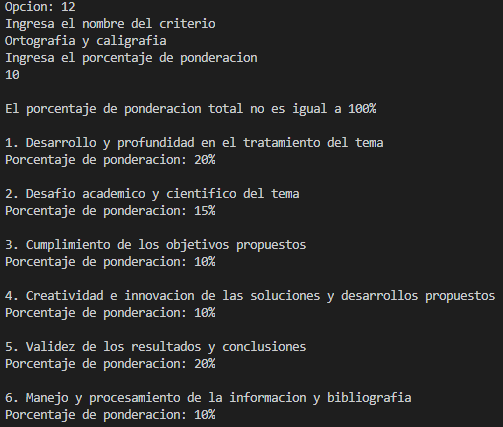 Opcion: 12
Ingresa el nombre del criterio
Ortografia y caligrafia
Ingresa el porcentaje de ponderacion
10
El porcentaje de ponderacion total no es igual a 100%
1. Desarrollo y profundidad en el tratamiento del tema
Porcentaje de ponderacion: 20%
2. Desafio academico y cientifico del tema
Porcentaje de ponderacion: 15%
3. Cumplimiento de los objetivos propuestos
Porcentaje de ponderacion: 10%
4. Creatividad e innovacion de las soluciones y desarrollos propuestos
Porcentaje de ponderacion: 10%
5. Validez de los resultados y conclusiones
Porcentaje de ponderacion: 20%
6. Manejo y procesamiento de la informacion y bibliografia
Porcentaje de ponderacion: 10%